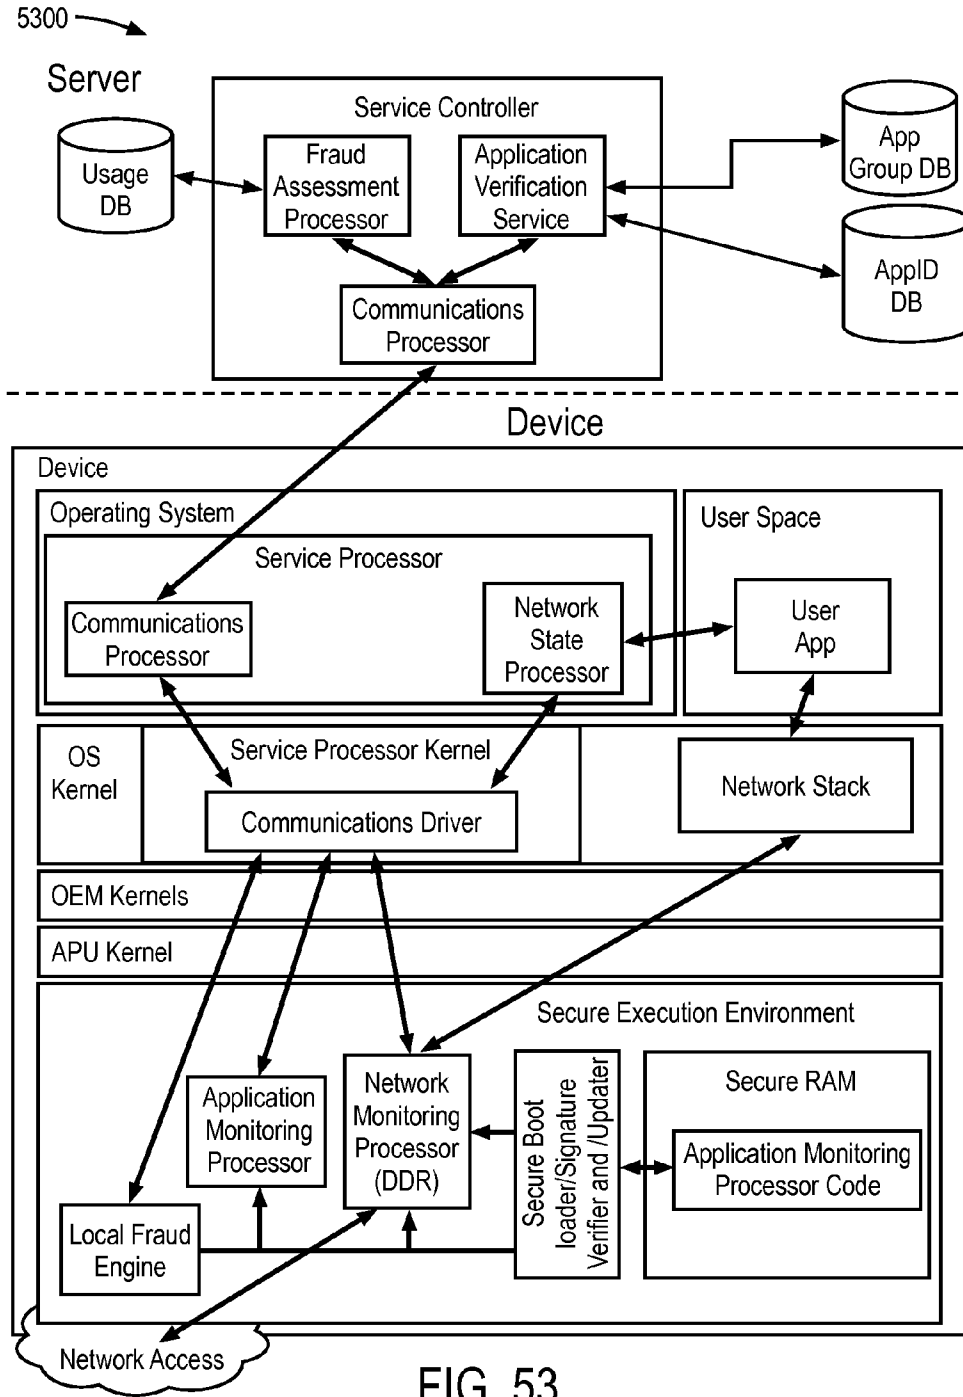 5300
Server
Service Controller
Usage
DB
Fraud
Assessment
Processor
Application
Verification
Service
App
Group DB
AppID
DB
Communications
Processor
Device
Device
Operating System
User Space
Service Processor
Communications
Processor
Network
State
Processor
User
App
OS
Kernel
Service Processor Kernel
Communications Driver
Network Stack
OEM Kernels
APU Kernel
Secure Execution Environment
Application
Monitoring
Processor
Network
Monitoring
Processor
(DDR)
Secure Boot
loader/Signature
Verifier and /Updater
Secure RAM
Application Monitoring
Processor Code
Local Fraud
Engine
Network Access
FIG. 53